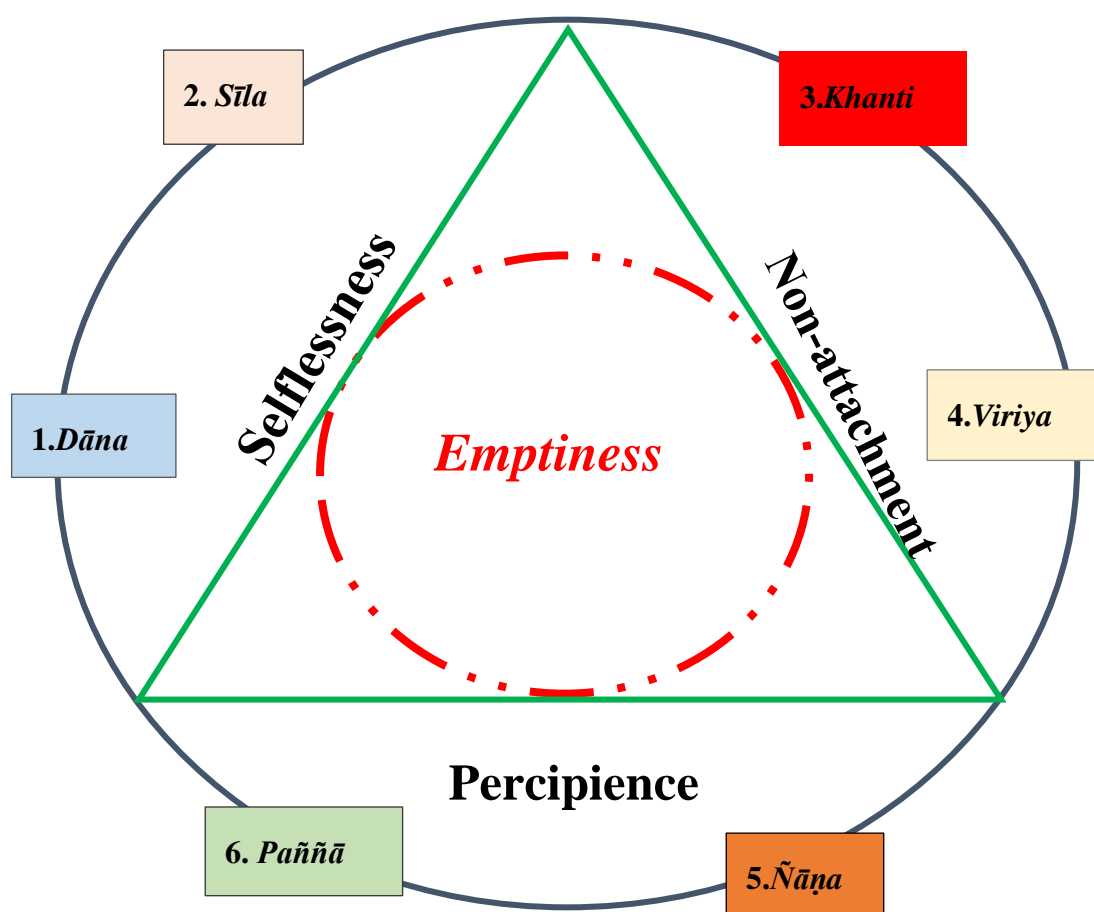 2. Sīla
3.Khanti
Selflessness
Non-attachment
1.Dāna
4.Viriya
Emptiness
Percipience
6. Paññā
5.Ñāṇa